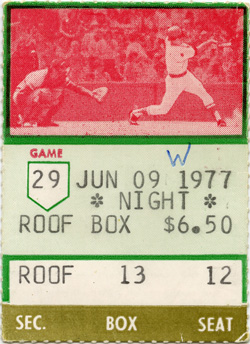 GAME
W
29 JUN 09 1977
* NIGHT *
ROOF BOX $6.50
ROOF 13 12
SEC. BOX SEAT